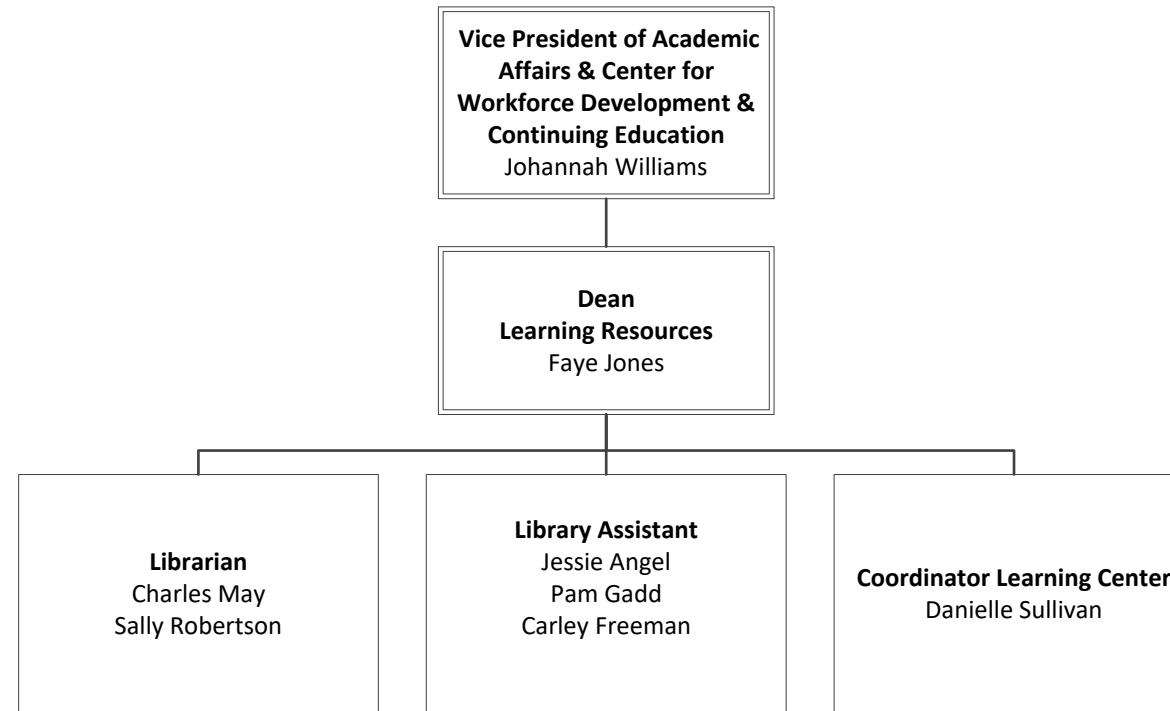 Vice President of Academic
Affairs & Center for
Workforce Development &
Continuing Education
Johannah Williams
Dean
Learning Resources
Faye Jones
Librarian
Charles May
Sally Robertson
Library Assistant
Jessie Angel
Pam Gadd
Carley Freeman
Coordinator Learning Center
Danielle Sullivan